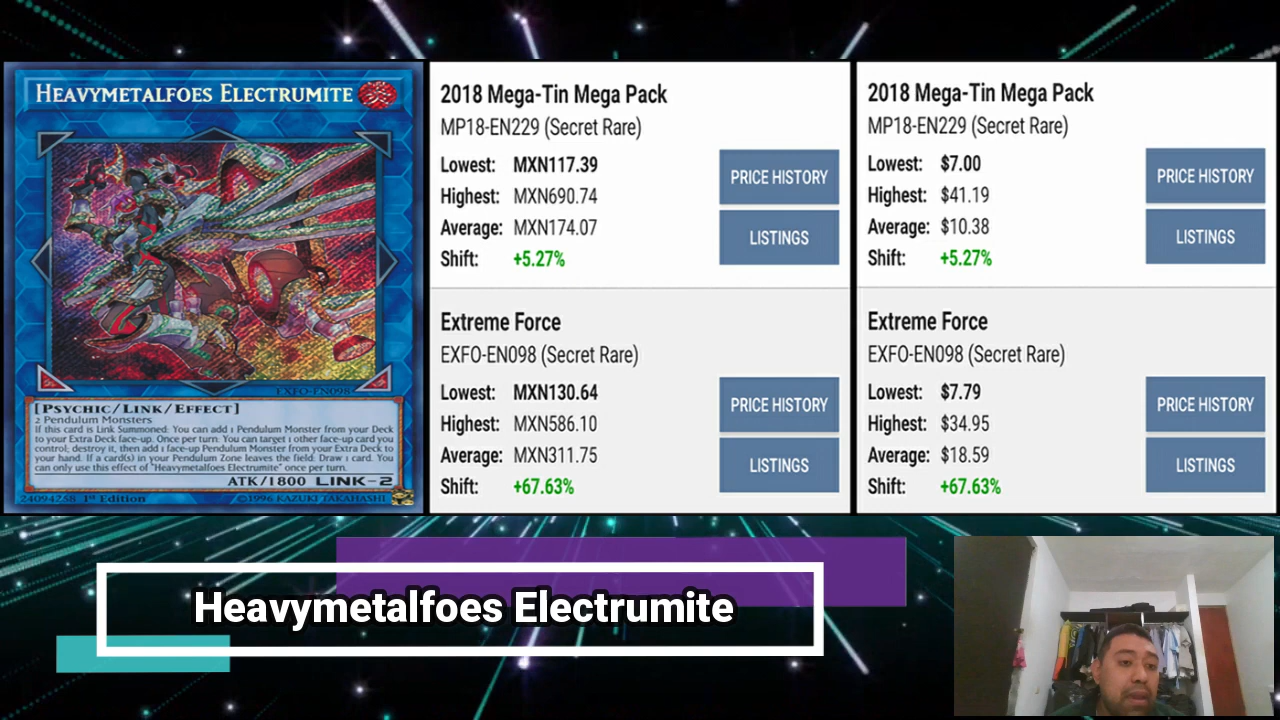 HEAVYMETALFOES ELECTRUMITE
EXFO-EN098
[PSYCHIC/LINK/EFFECT]
2 Pendulum Monsters
If this card is Link Summoned: You can add 1 Pendulum Monster from your Deck
to your Extra Deck face-up. Once per turn: You can target 1 other face-up card you
control; destroy it, then add 1 face-up Pendulum Monster from your Extra Deck to
your hand. If a card(s) in your Pendulum Zone leaves the field: Draw 1 card. You
can only use this effect of "Heavymetalfoes Electrumite" once per turn.
ATK/1800 LINK-2
24094258 1st Edition ©1996 KAZUKI TAKAHASHI
2018 Mega-Tin Mega Pack
MP18-EN229 (Secret Rare)
Lowest: MXN117.39
Highest: MXN690.74
Average: MXN174.07
Shift: +5.27%
PRICE HISTORY
LISTINGS
Extreme Force
EXFO-EN098 (Secret Rare)
Lowest: MXN130.64
Highest: MXN586.10
Average: MXN311.75
Shift: +67.63%
PRICE HISTORY
LISTINGS
2018 Mega-Tin Mega Pack
MP18-EN229 (Secret Rare)
Lowest: $7.00
Highest: $41.19
Average: $10.38
Shift: +5.27%
PRICE HISTORY
LISTINGS
Extreme Force
EXFO-EN098 (Secret Rare)
Lowest: $7.79
Highest: $34.95
Average: $18.59
Shift: +67.63%
PRICE HISTORY
LISTINGS
Heavymetalfoes Electrumite